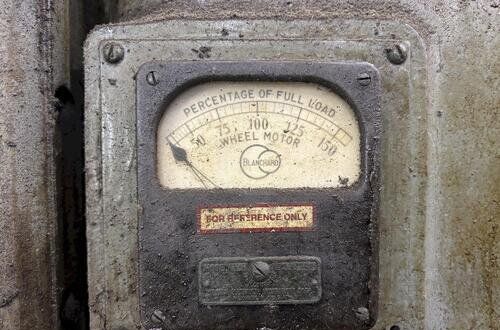 PERCENTAGE OF FULL LOAD
50 75 100 125 150
WHEEL MOTOR
BLANCHARD
FOR REFERENCE ONLY